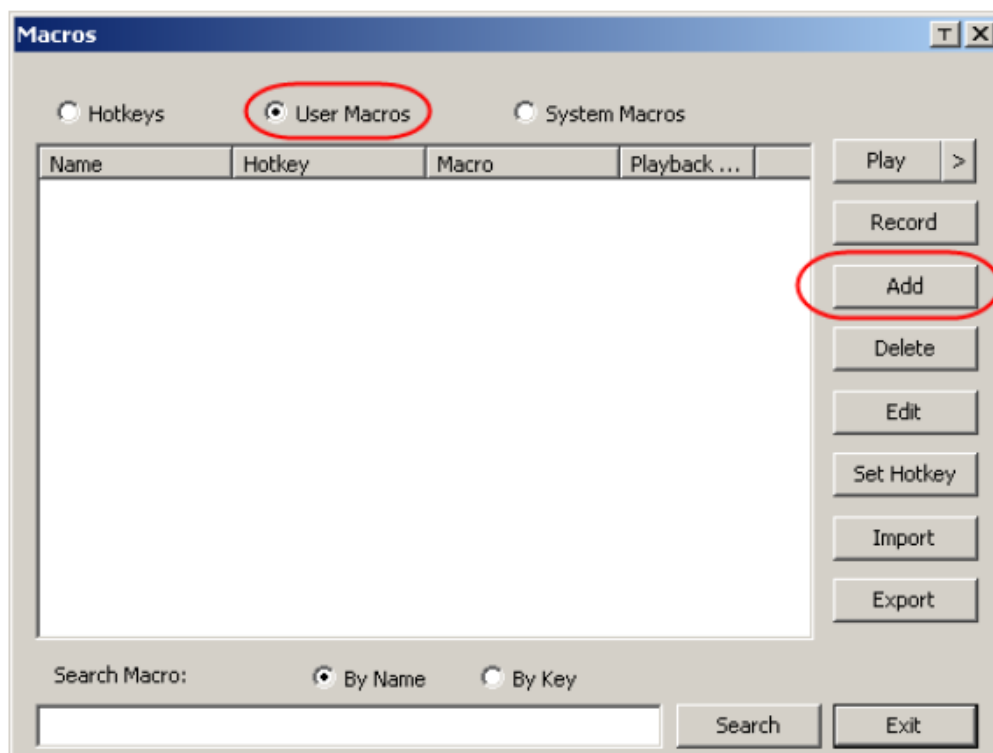 Macros
Hotkeys User Macros System Macros
Name Hotkey Macro Playback ...
Play >
Record
Add
Delete
Edit
Set Hotkey
Import
Export
Search Macro: By Name By Key
Search Exit